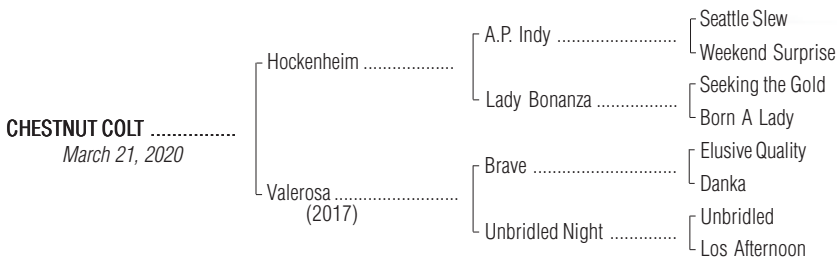 Seattle Slew
A.P. Indy ....................
Weekend Surprise
Hockenheim ...................
Seeking the Gold
Lady Bonanza .............
Born A Lady
CHESTNUT COLT ................
March 21, 2020
Elusive Quality
Brave ........................
Danka
Valerosa .........................
(2017)
Unbridled
Unbridled Night ..............
Los Afternoon